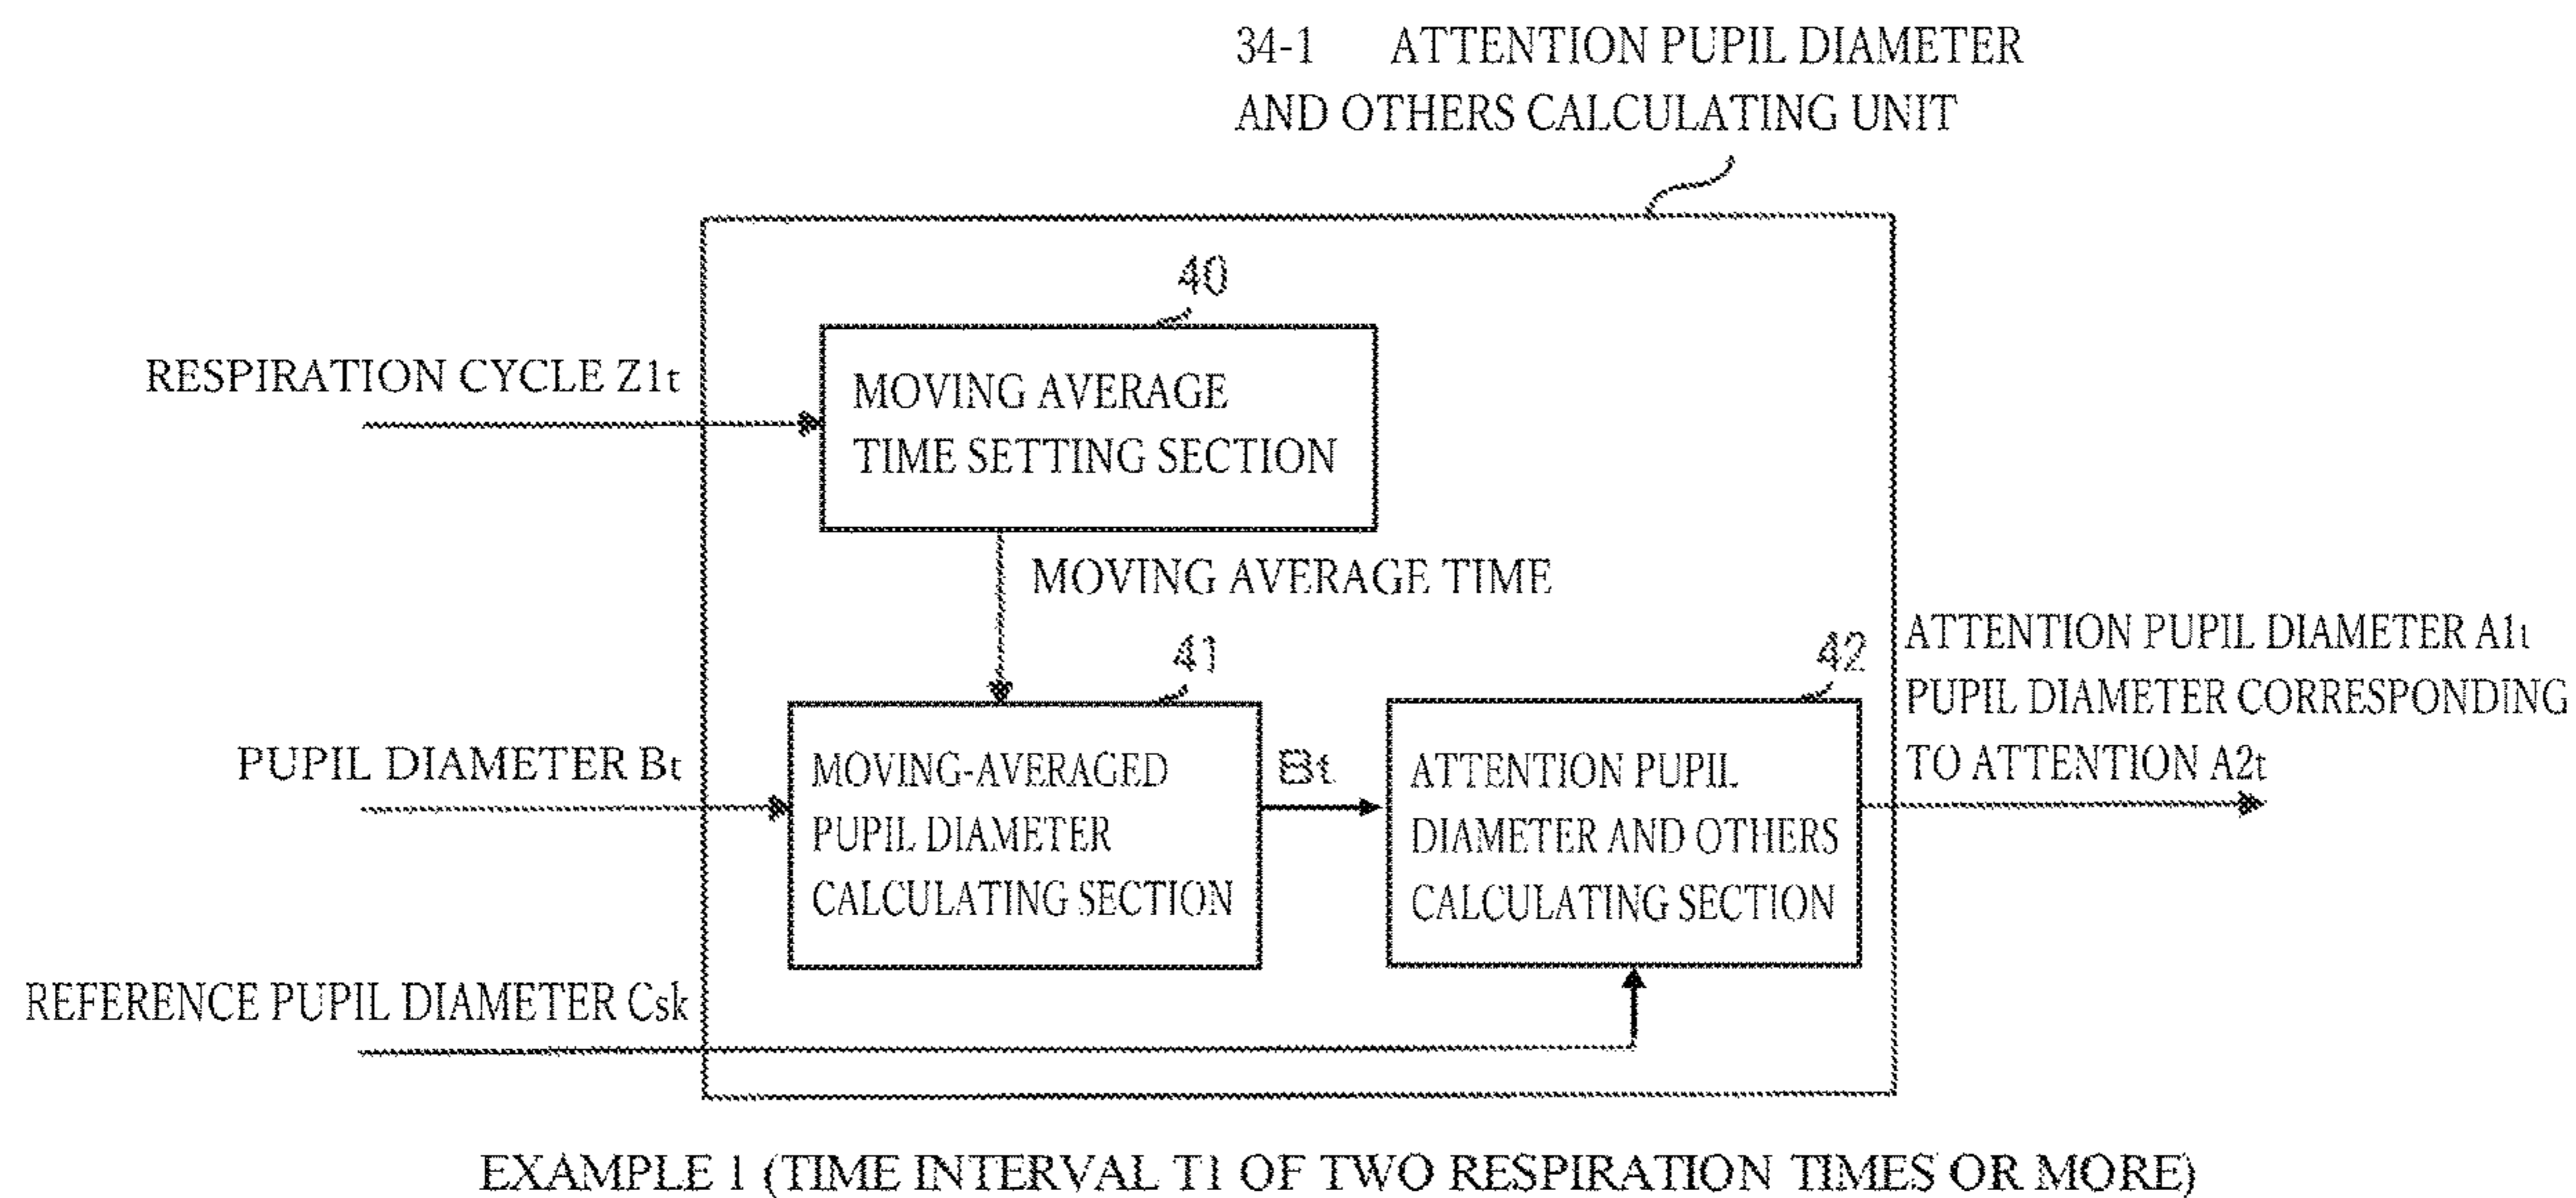 34-1 ATTENTION PUPIL DIAMETER
AND OTHERS CALCULATING UNIT
40
RESPIRATION CYCLE Z1t
MOVING AVERAGE
TIME SETTING SECTION
MOVING AVERAGE TIME
41
42
ATTENTION PUPIL DIAMETER A1t
PUPIL DIAMETER CORRESPONDING
TO ATTENTION A2t
PUPIL DIAMETER Bt
MOVING-AVERAGED
PUPIL DIAMETER
CALCULATING SECTION
Bt
ATTENTION PUPIL
DIAMETER AND OTHERS
CALCULATING SECTION
REFERENCE PUPIL DIAMETER Csk
EXAMPLE 1 (TIME INTERVAL T1 OF TWO RESPIRATION TIMES OR MORE)